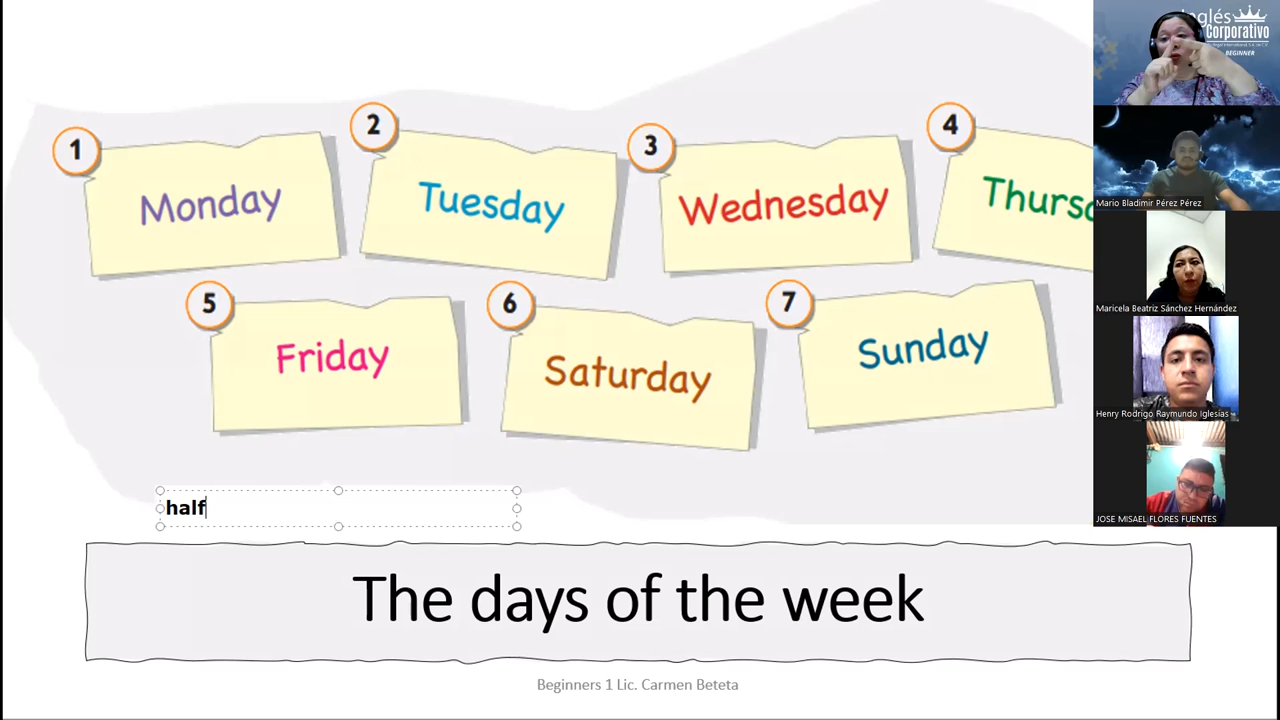 1
Monday
2
Tuesday
3
Wednesday
4
Thurs
5
Friday
6
Saturday
7
Sunday
half
The days of the week
Beginners 1 Lic. Carmen Beteta
Inglés
Corporativo
BEGINNER
Mario Bladimir Pérez Pérez
Maricela Beatriz Sánchez Hernández
Henry Rodrigo Raymundo Iglesias
JOSE MISAEL FLORES FUENTES